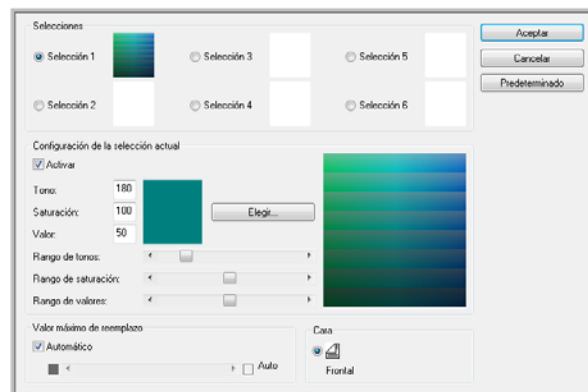 Selecciones
Aceptar
Selección 1
Selección 3
Selección 5
Cancelar
Predeterminado
Selección 2
Selección 4
Selección 6
Configuración de la selección actual
Activar
Tono: 180
Saturación: 100
Elegir...
Valor: 50
Rango de tonos:
Rango de saturación:
Rango de valores:
Valor máximo de reemplazo
Cara
Automático
Auto
Frontal